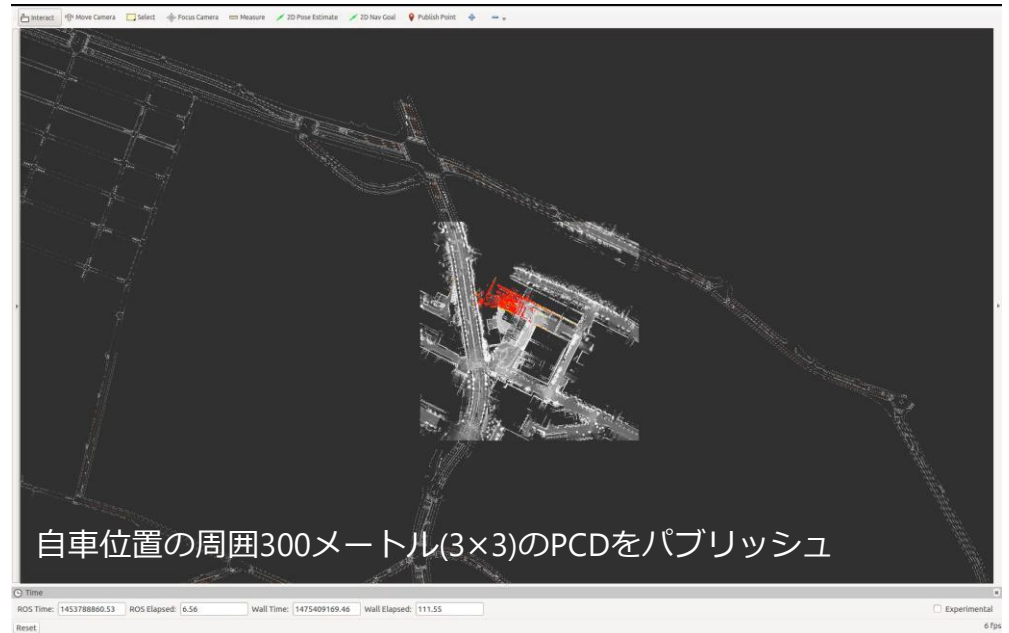 Interact Move Camera Select Focus Camera Measure 2D Pose Estimate 2D Nav Goal Publish Point
自車位置の周囲300メートル(3×3)のPCDをパブリッシュ
Time
ROS Time: 1453788860.53 ROS Elapsed: 6.56 Wall Time: 1475409169.46 Wall Elapsed: 111.55 Experimental
Reset 6 fps